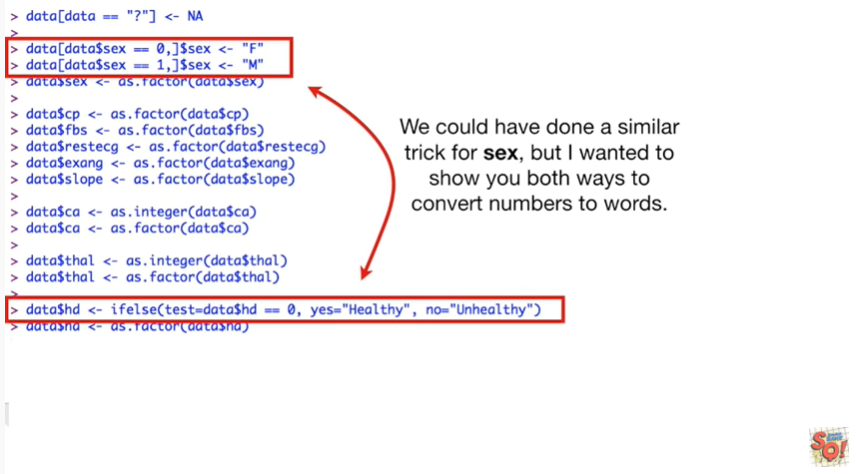 > data[data == "?"] <- NA
>
> data[data$sex == 0,]$sex <- "F"
> data[data$sex == 1,]$sex <- "M"
> data$sex <- as.factor(data$sex)
>
> data$cp <- as.factor(data$cp)
> data$fbs <- as.factor(data$fbs)
> data$restecg <- as.factor(data$restecg)
> data$exang <- as.factor(data$exang)
> data$slope <- as.factor(data$slope)
>
> data$ca <- as.integer(data$ca)
> data$ca <- as.factor(data$ca)
>
> data$thal <- as.integer(data$thal)
> data$thal <- as.factor(data$thal)
>
> data$hd <- ifelse(test=data$hd == 0, yes="Healthy", no="Unhealthy")
> data$hd <- as.factor(data$hd)
We could have done a similar
trick for sex, but I wanted to
show you both ways to
convert numbers to words.
SQ!